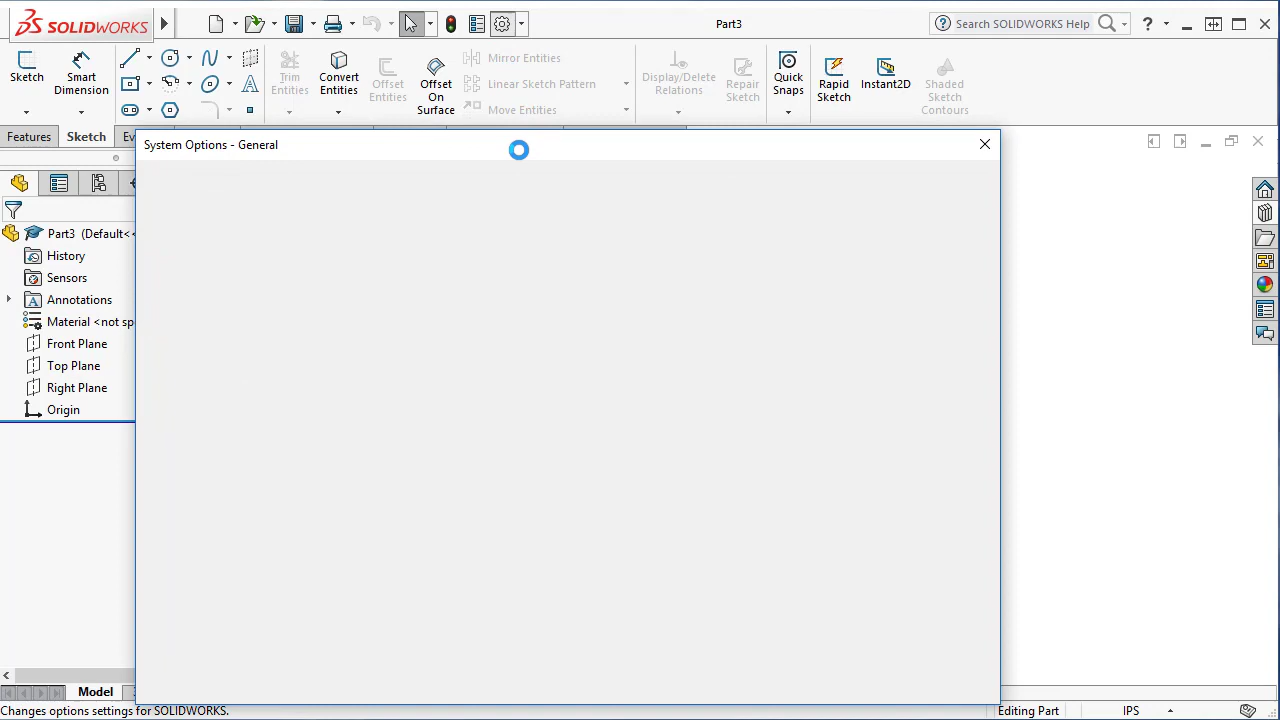 SOLIDWORKS
Part3
Search SOLIDWORKS Help
?
Sketch
Smart Dimension
Trim Entities
Convert Entities
Offset Entities
Offset On Surface
Mirror Entities
Linear Sketch Pattern
Move Entities
Display/Delete Relations
Repair Sketch
Quick Snaps
Rapid Sketch
Instant2D
Shaded Sketch Contours
Features
Sketch
Ev
System Options - General
Part3 (Default<
History
Sensors
Annotations
Material <not sp
Front Plane
Top Plane
Right Plane
Origin
Model
Changes options settings for SOLIDWORKS.
Editing Part
IPS